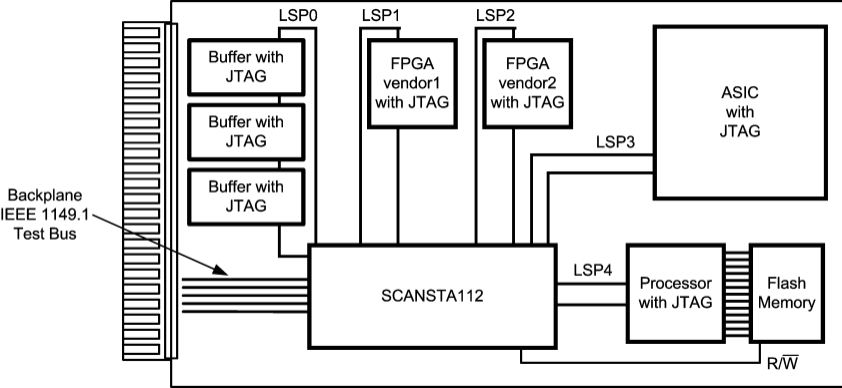 LSP0
LSP1
LSP2
Buffer with
JTAG
Buffer with
JTAG
Buffer with
JTAG
FPGA
vendor1
with JTAG
FPGA
vendor2
with JTAG
ASIC
with
JTAG
LSP3
Backplane
IEEE 1149.1
Test Bus
SCANSTA112
LSP4
Processor
with JTAG
Flash
Memory
R/W̅